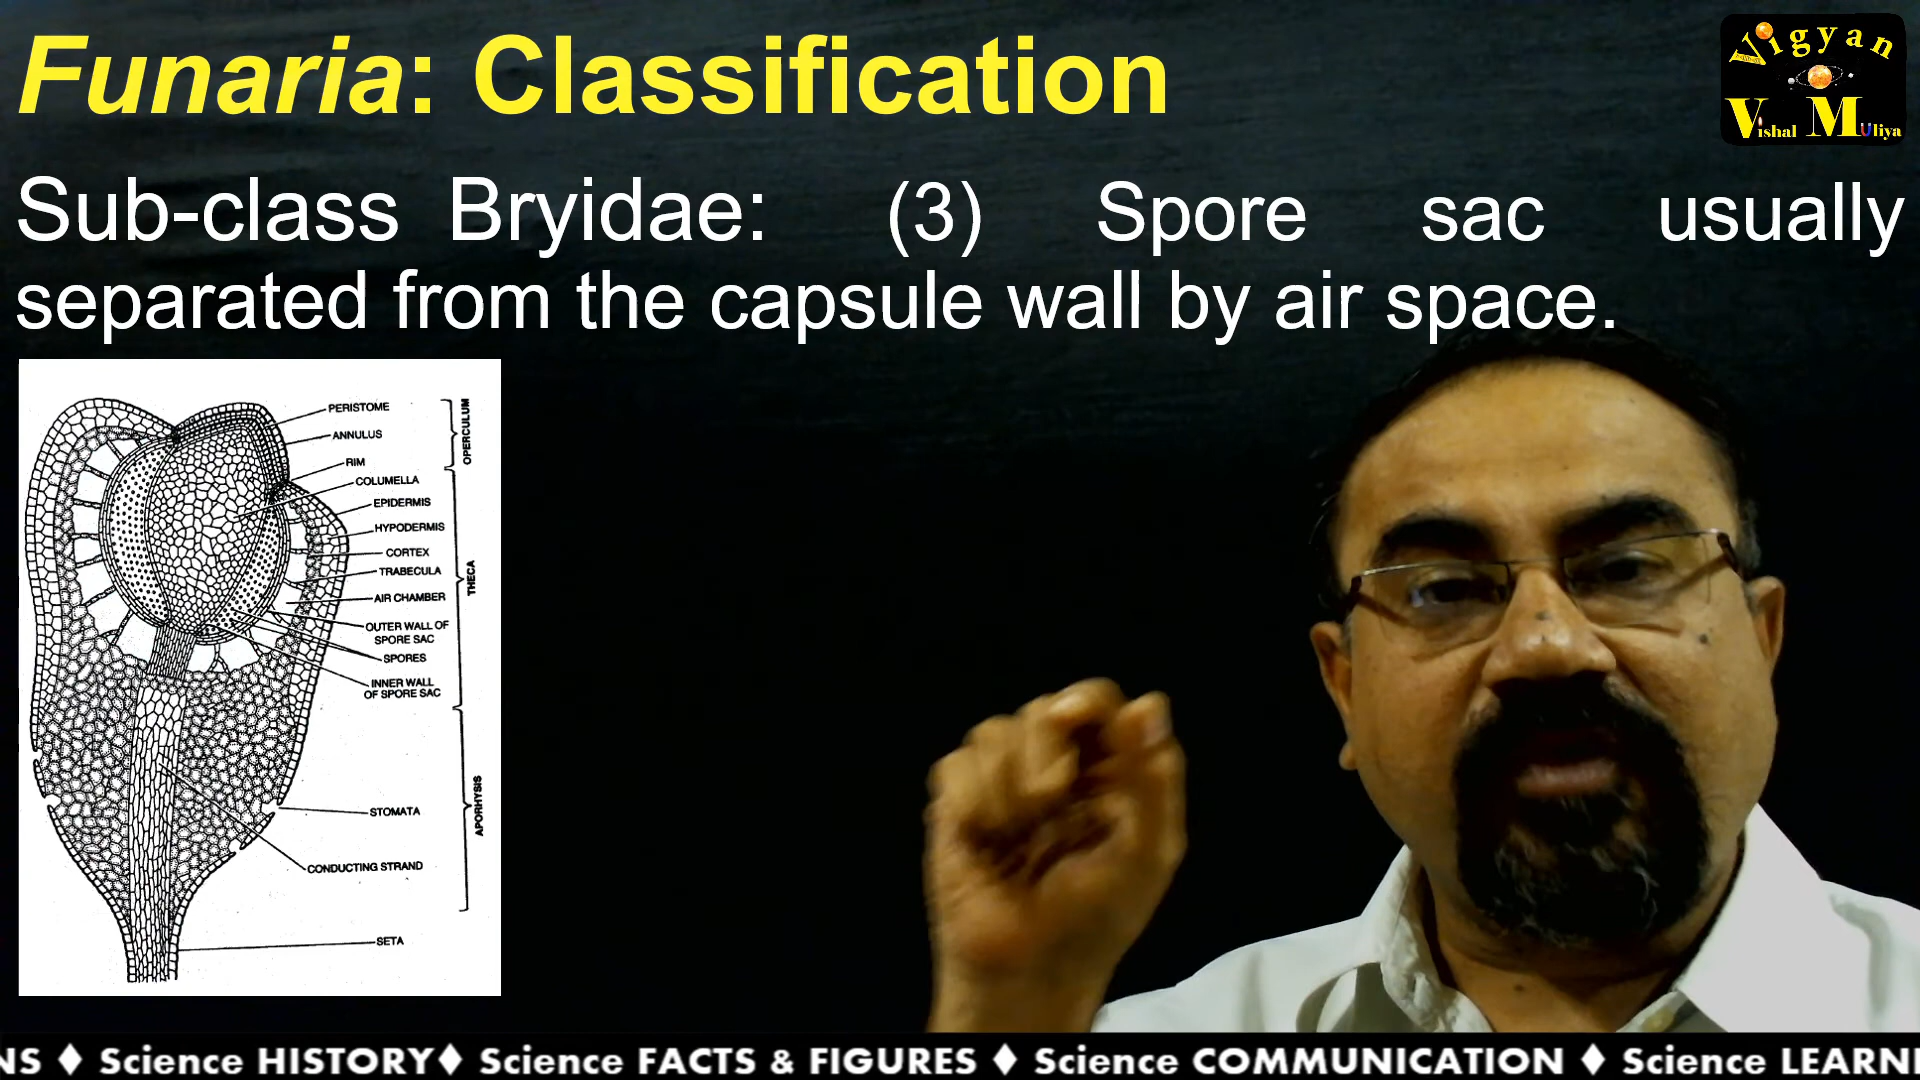 Funaria: Classification
Vigyan
Vishal Muliya
Sub-class Bryidae: (3) Spore sac usually
separated from the capsule wall by air space.
PERISTOME
ANNULUS
OPERCULUM
RIM
COLUMELLA
EPIDERMIS
HYPODERMIS
CORTEX
TRABECULA
THECA
AIR CHAMBER
OUTER WALL OF
SPORE SAC
SPORES
INNER WALL
OF SPORE SAC
STOMATA
APORHYSIS
CONDUCTING STRAND
SETA
NS ♦ Science HISTORY♦ Science FACTS & FIGURES ♦ Science COMMUNICATION ♦ Science LEARNI